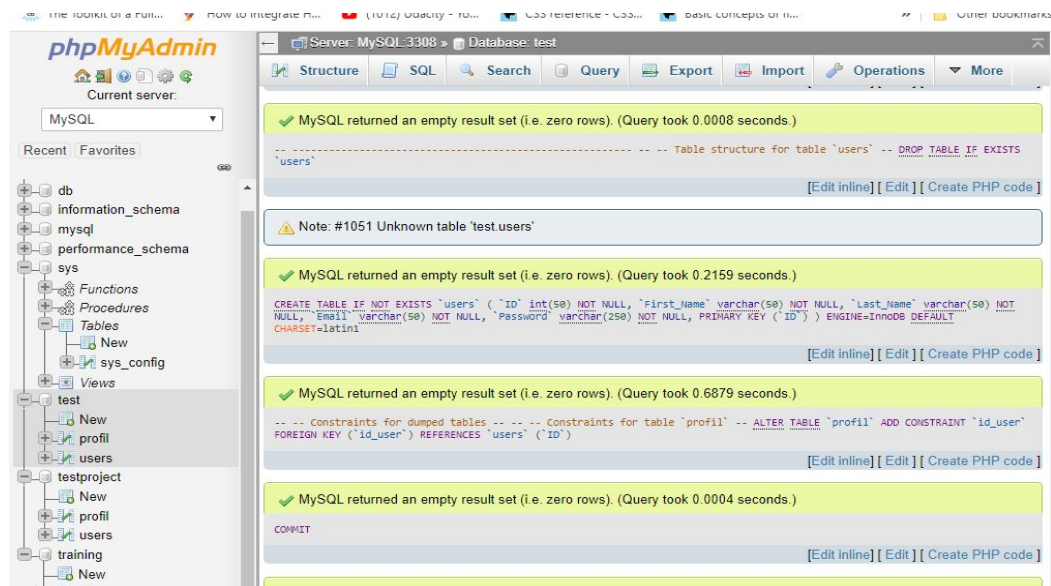 The Toolkit of a Full...
How to Integrate H...
(1012) Udacity - Yo...
CSS reference - CSS...
Basic concepts of fl...
»
Other bookmarks
phpMyAdmin
Current server:
MySQL
Recent Favorites
db
information_schema
mysql
performance_schema
sys
Functions
Procedures
Tables
New
sys_config
Views
test
New
profil
users
testproject
New
profil
users
training
New
Server: MySQL:3308 » Database: test
Structure SQL Search Query Export Import Operations More
MySQL returned an empty result set (i.e. zero rows). (Query took 0.0008 seconds.)
-- -------------------------------------------------------- -- -- Table structure for table `users` -- DROP TABLE IF EXISTS
`users`
[Edit inline] [ Edit ] [ Create PHP code ]
Note: #1051 Unknown table 'test.users'
MySQL returned an empty result set (i.e. zero rows). (Query took 0.2159 seconds.)
CREATE TABLE IF NOT EXISTS `users` ( `ID` int(50) NOT NULL, `First_Name` varchar(50) NOT NULL, `Last_Name` varchar(50) NOT
NULL, `Email` varchar(50) NOT NULL, `Password` varchar(250) NOT NULL, PRIMARY KEY (`ID`) ) ENGINE=InnoDB DEFAULT
CHARSET=latin1
[Edit inline] [ Edit ] [ Create PHP code ]
MySQL returned an empty result set (i.e. zero rows). (Query took 0.6879 seconds.)
-- -- Constraints for dumped tables -- -- -- Constraints for table `profil` -- ALTER TABLE `profil` ADD CONSTRAINT `id_user`
FOREIGN KEY (`id_user`) REFERENCES `users` (`ID`)
[Edit inline] [ Edit ] [ Create PHP code ]
MySQL returned an empty result set (i.e. zero rows). (Query took 0.0004 seconds.)
COMMIT
[Edit inline] [ Edit ] [ Create PHP code ]